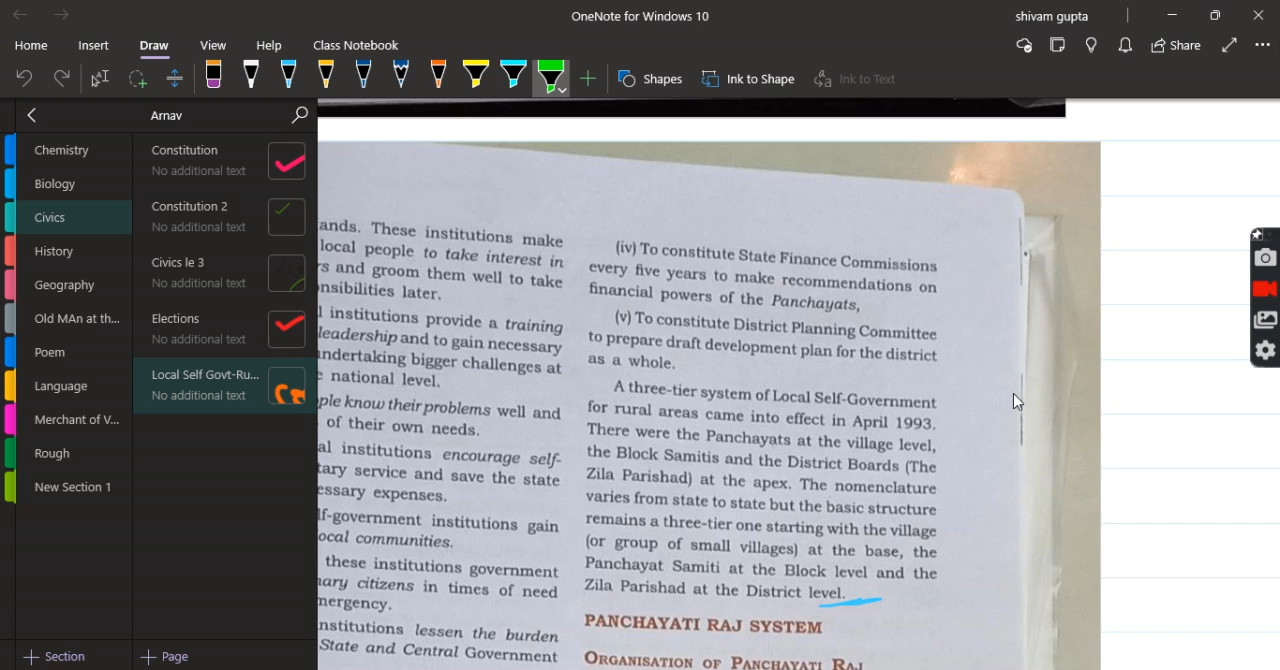 OneNote for Windows 10
shivam gupta
Home Insert Draw View Help Class Notebook
Share
Shapes
Ink to Shape
Ink to Text
Arnav
Chemistry
Biology
Civics
History
Geography
Old MAn at th...
Poem
Language
Merchant of V...
Rough
New Section 1
Section
Constitution
No additional text
Constitution 2
No additional text
Civics le 3
No additional text
Elections
No additional text
Local Self Govt-Ru...
No additional text
Page
ands. These institutions make
local people to take interest in
rs and groom them well to take
nsibilities later.
l institutions provide a training
leadership and to gain necessary
ndertaking bigger challenges at
e national level.
ple know their problems well and
of their own needs.
al institutions encourage self-
tary service and save the state
essary expenses.
lf-government institutions gain
ocal communities.
these institutions government
nary citizens in times of need
mergency.
nstitutions lessen the burden
State and Central Government
(iv) To constitute State Finance Commissions
every five years to make recommendations on
financial powers of the Panchayats,
(v) To constitute District Planning Committee
to prepare draft development plan for the district
as a whole.
A three-tier system of Local Self-Government
for rural areas came into effect in April 1993.
There were the Panchayats at the village level,
the Block Samitis and the District Boards (The
Zila Parishad) at the apex. The nomenclature
varies from state to state but the basic structure
remains a three-tier one starting with the village
(or group of small villages) at the base, the
Panchayat Samiti at the Block level and the
Zila Parishad at the District level.
PANCHAYATI RAJ SYSTEM
ORGANISATION OF PANCHAYATI RAJ